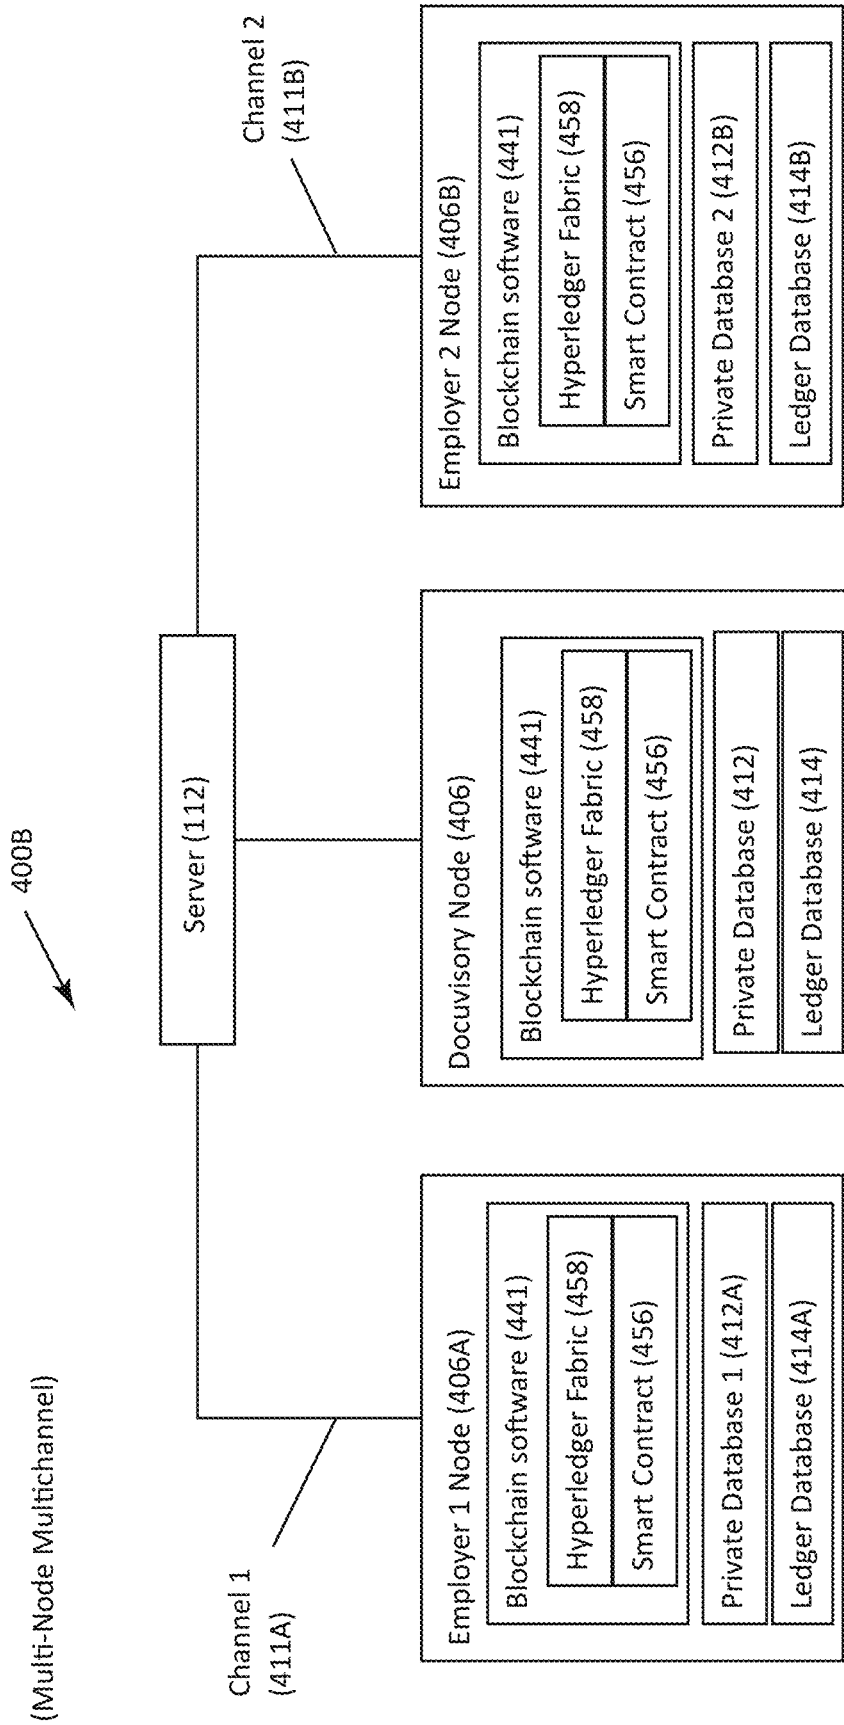 (Multi-Node Multichannel)
400B
Server (112)
Channel 1
(411A)
Channel 2
(411B)
Employer 1 Node (406A)
Blockchain software (441)
Hyperledger Fabric (458)
Smart Contract (456)
Private Database 1 (412A)
Ledger Database (414A)
Docuvisory Node (406)
Blockchain software (441)
Hyperledger Fabric (458)
Smart Contract (456)
Private Database (412)
Ledger Database (414)
Employer 2 Node (406B)
Blockchain software (441)
Hyperledger Fabric (458)
Smart Contract (456)
Private Database 2 (412B)
Ledger Database (414B)